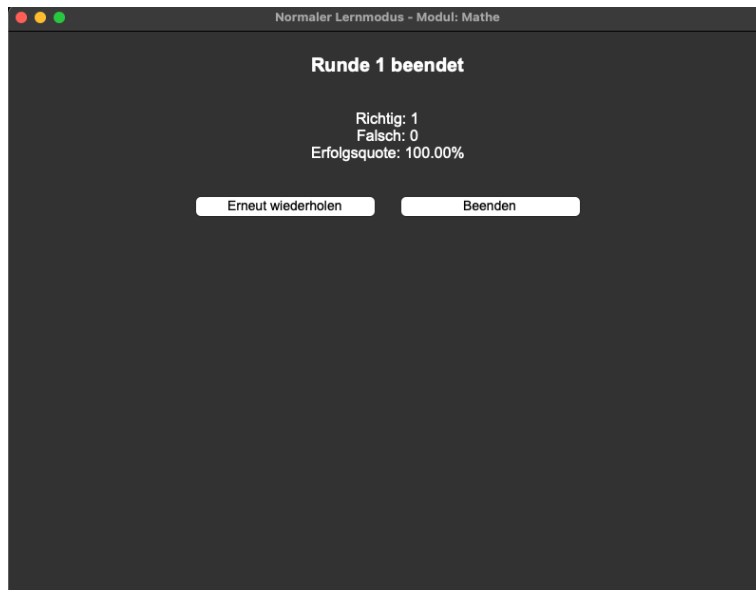 Normaler Lernmodus - Modul: Mathe
Runde 1 beendet
Richtig: 1
Falsch: 0
Erfolgsquote: 100.00%
Erneut wiederholen
Beenden